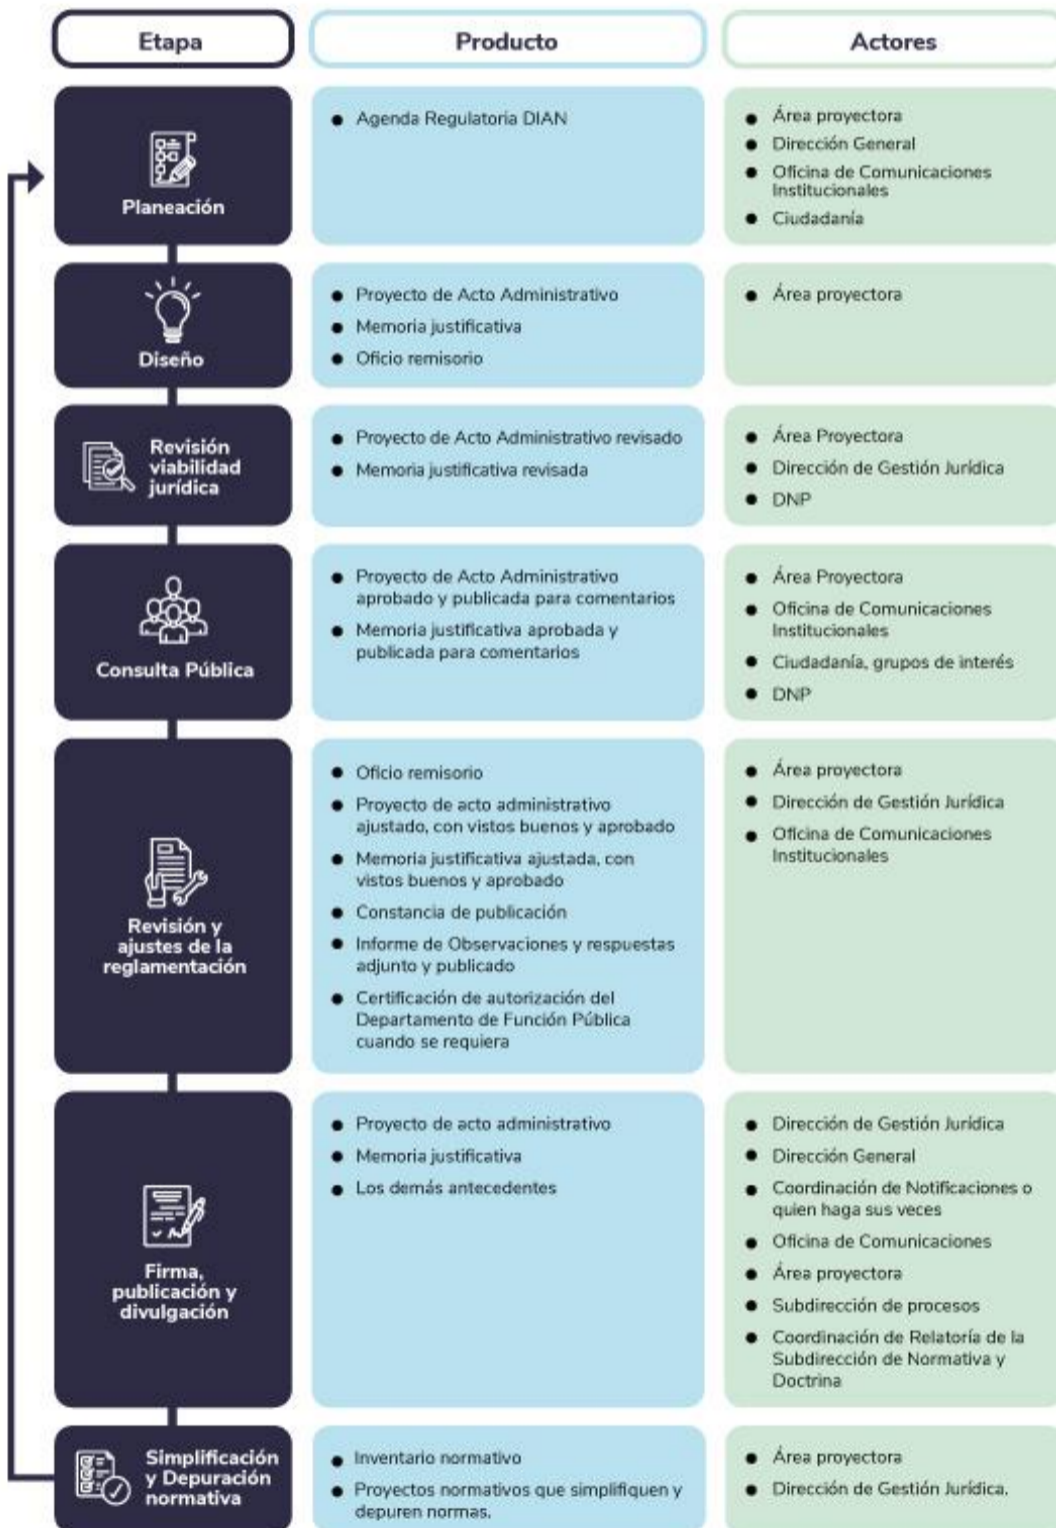 Etapa
Producto
Actores
Planeación
Agenda Regulatoria DIAN
Área proyectora
Dirección General
Oficina de Comunicaciones
Institucionales
Ciudadanía
Diseño
Proyecto de Acto Administrativo
Memoria justificativa
Oficio remisorio
Área proyectora
Revisión
viabilidad
jurídica
Proyecto de Acto Administrativo revisado
Memoria justificativa revisada
Área Proyectora
Dirección de Gestión Jurídica
DNP
Consulta Pública
Proyecto de Acto Administrativo
aprobado y publicada para comentarios
Memoria justificativa aprobada y
publicada para comentarios
Área Proyectora
Oficina de Comunicaciones
Institucionales
Ciudadanía, grupos de interés
DNP
Revisión y
ajustes de la
reglamentación
Oficio remisorio
Proyecto de acto administrativo
ajustado, con vistos buenos y aprobado
Memoria justificativa ajustada, con
vistos buenos y aprobado
Constancia de publicación
Informe de Observaciones y respuestas
adjunto y publicado
Certificación de autorización del
Departamento de Función Pública
cuando se requiera
Área proyectora
Dirección de Gestión Jurídica
Oficina de Comunicaciones
Institucionales
Firma,
publicación y
divulgación
Proyecto de acto administrativo
Memoria justificativa
Los demás antecedentes
Dirección de Gestión Jurídica
Dirección General
Coordinación de Notificaciones o
quien haga sus veces
Oficina de Comunicaciones
Área proyectora
Subdirección de procesos
Coordinación de Relatoría de la
Subdirección de Normativa y
Doctrina
Simplificación
y Depuración
normativa
Inventario normativo
Proyectos normativos que simplifiquen y
depuren normas.
Área proyectora
Dirección de Gestión Jurídica.